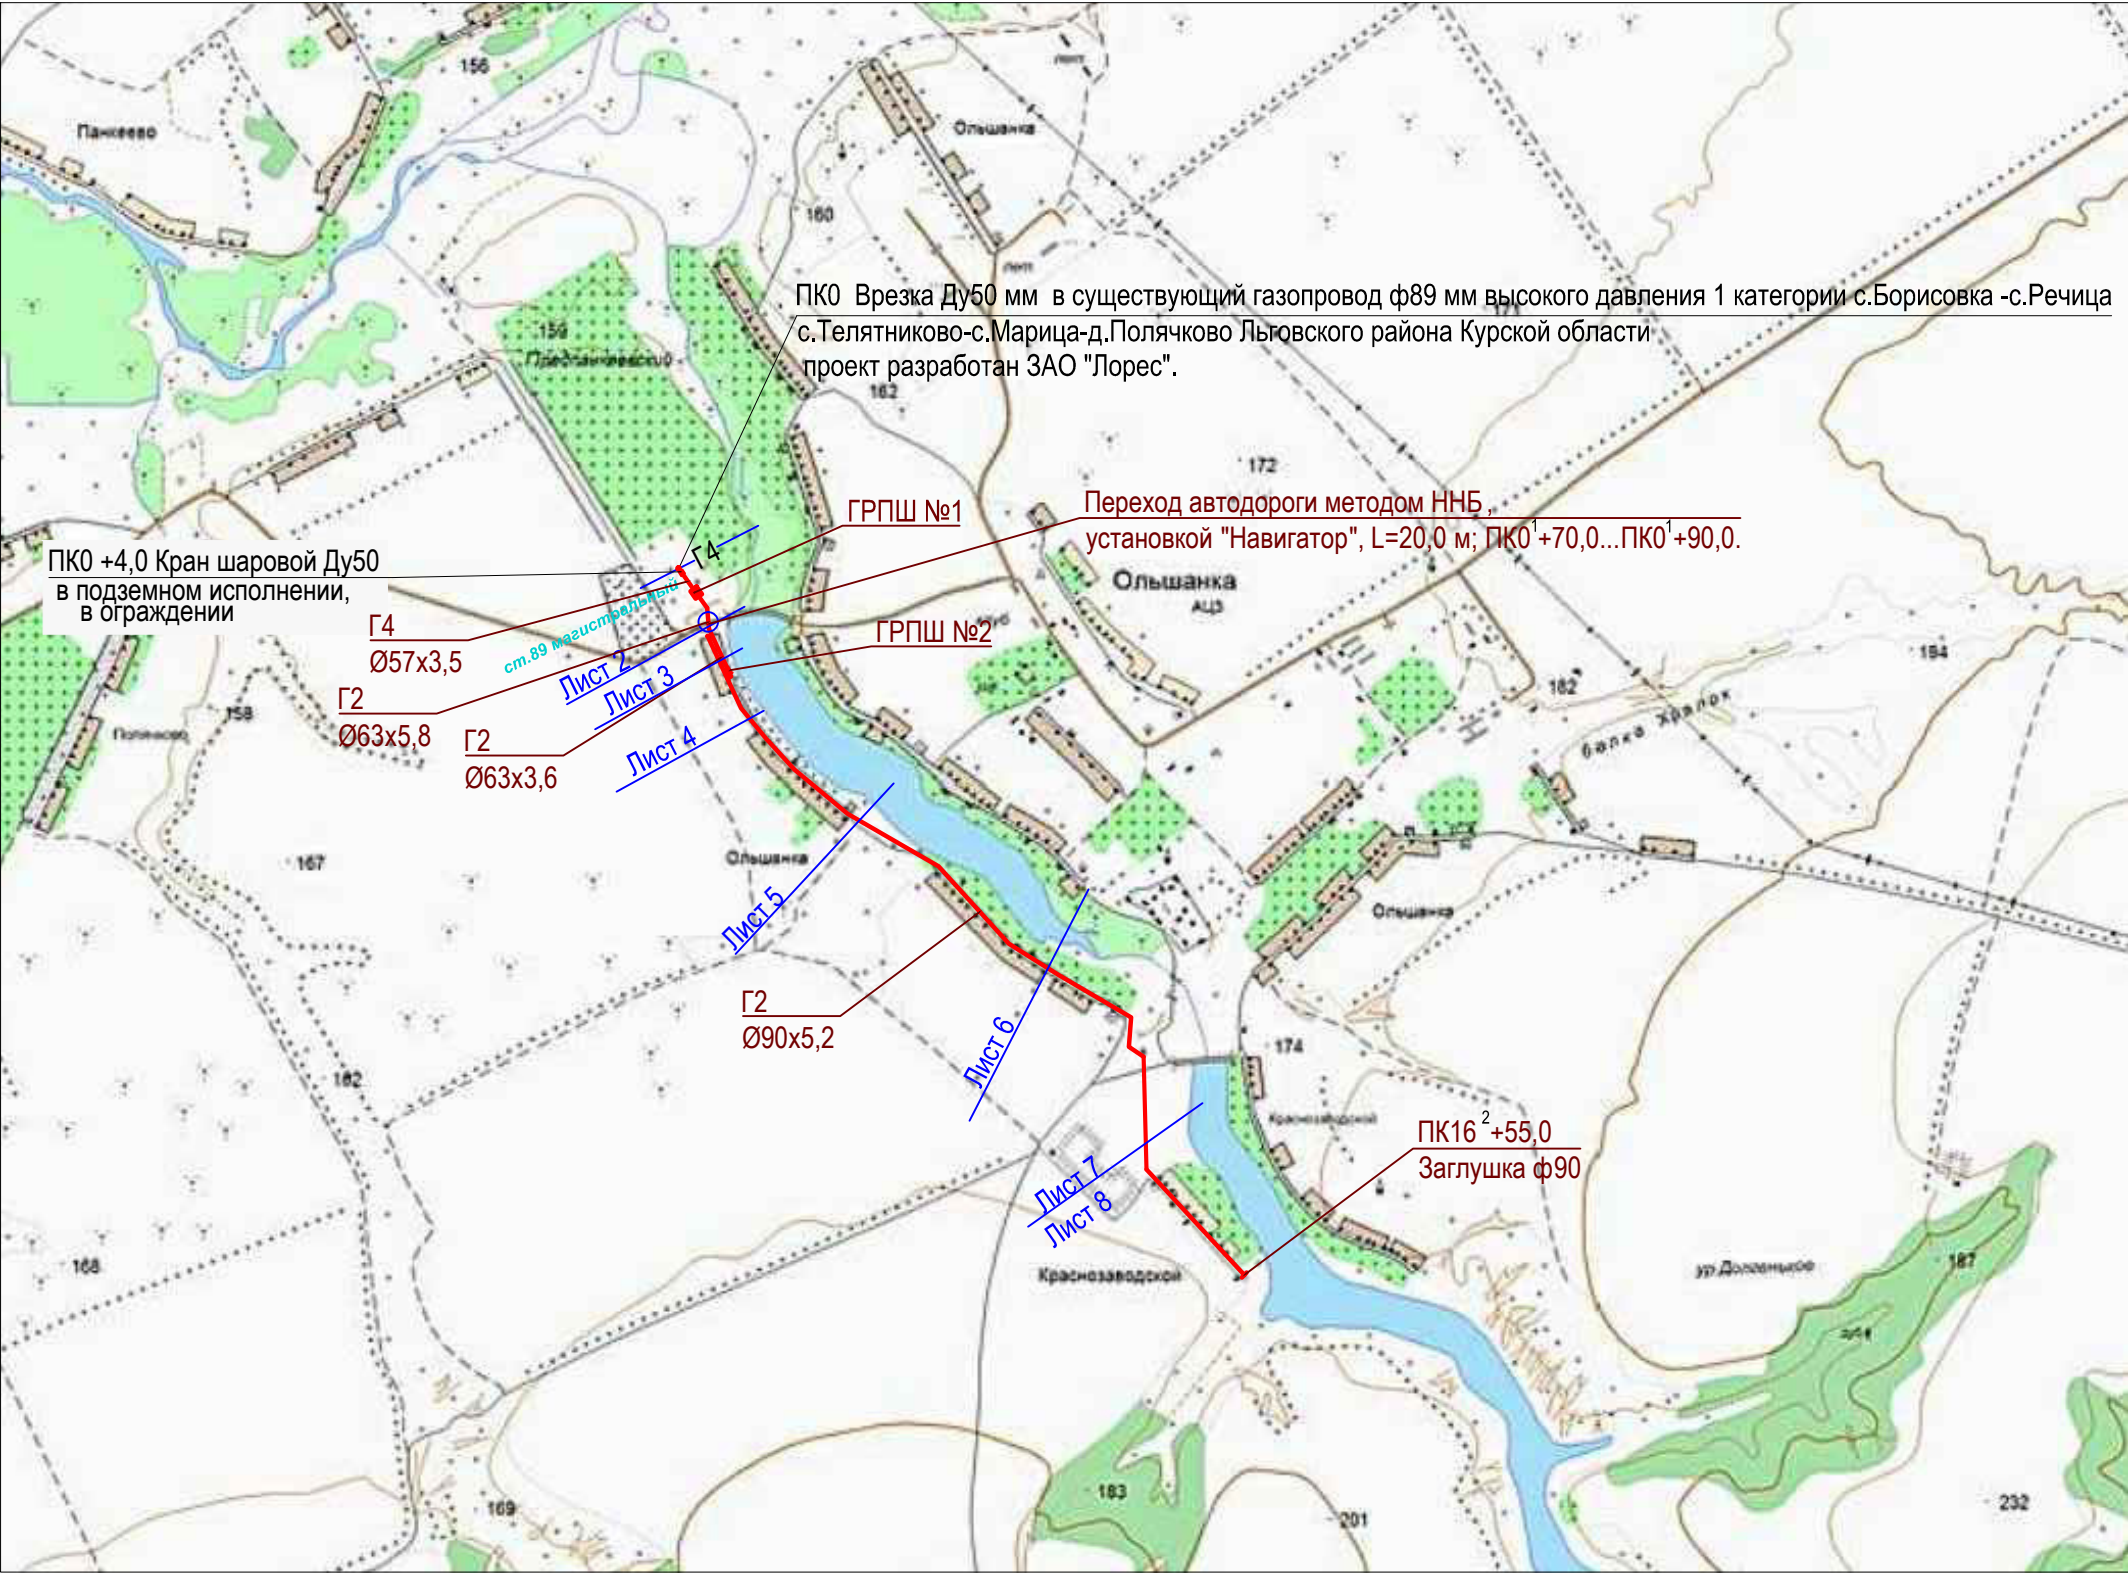 156
Панкеево
Ольшанка
160
ПК0 Врезка Ду50 мм в существующий газопровод ф89 мм высокого давления 1 категории с.Борисовка -с.Речица
с.Телятниково-с.Марица-д.Полячково Льговского района Курской области
проект разработан ЗАО "Лорес".
159
162
172
ГРПШ №1
Переход автодороги методом ННБ,
установкой "Навигатор", L=20,0 м; ПК0¹+70,0...ПК0¹+90,0.
Г4
ПК0 +4,0 Кран шаровой Ду50
в подземном исполнении,
в ограждении
Ольшанка
АЦЗ
Г4
Ø57х3,5
ст.89 магистральный
ГРПШ №2
Лист 2
Лист 3
Г2
Ø63х5,8
Г2
Ø63х3,6
Лист 4
158
Полячково
182
194
балка Хралок
167
Ольшанка
Лист 5
Ольшанка
Г2
Ø90х5,2
Лист 6
174
182
Краснозаводской
ПК16²+55,0
Заглушка ф90
Лист 7
Лист 8
168
Краснозаводской
187
183
169
201
232